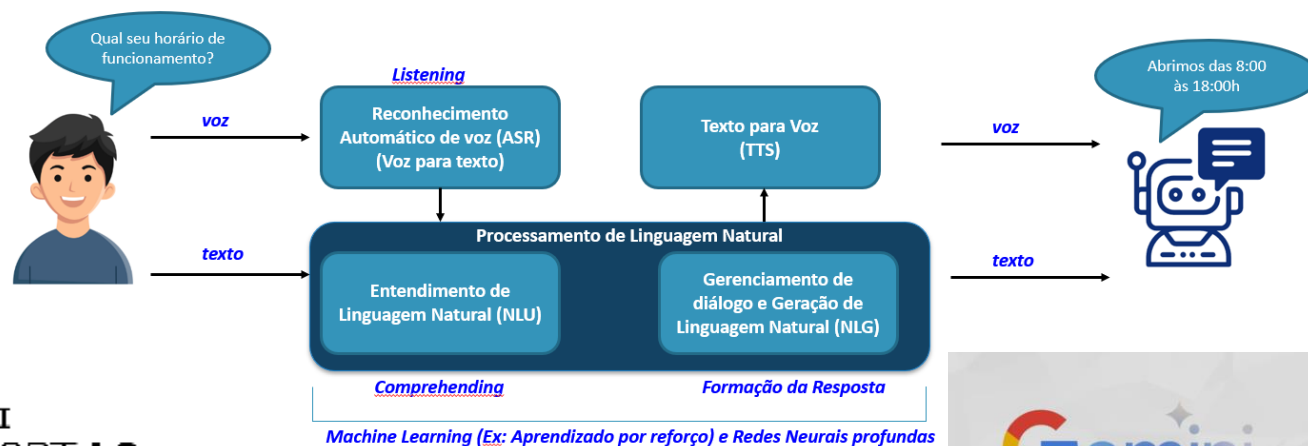 Qual seu horário de
funcionamento?
Abrimos das 8:00
às 18:00h
Listening
voz
Reconhecimento
Automático de voz (ASR)
(Voz para texto)
Texto para Voz
(TTS)
voz
Processamento de Linguagem Natural
texto
Entendimento de
Linguagem Natural (NLU)
Gerenciamento de
diálogo e Geração de
Linguagem Natural (NLG)
texto
Comprehending
Formação da Resposta
Machine Learning (Ex: Aprendizado por reforço) e Redes Neurais profundas